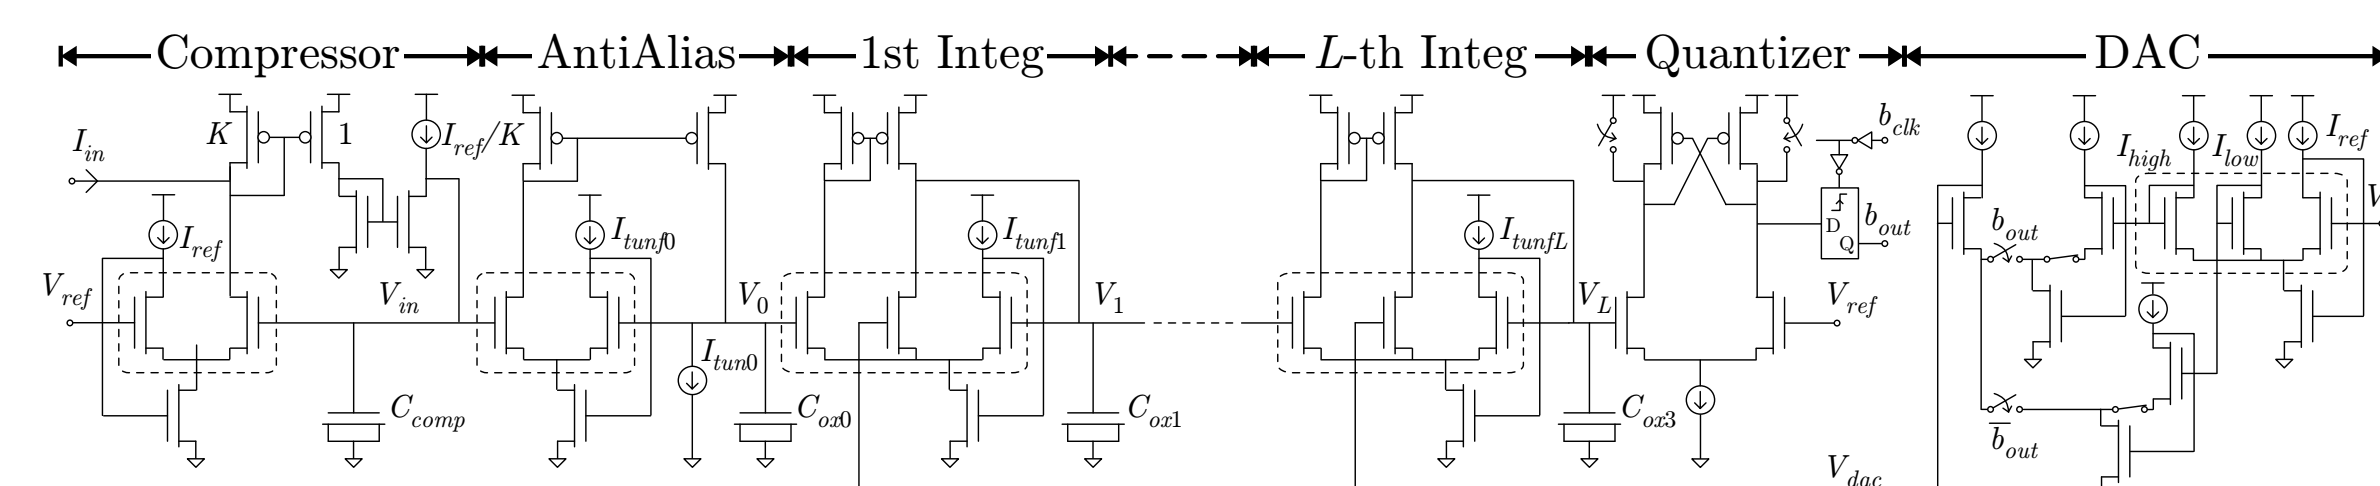 Compressor AntiAlias 1st Integ L-th Integ Quantizer DAC
K 1 I_ref/K b_clk
I_in I_high I_low I_ref
I_ref I_tunf0 I_tunf1 I_tunfL D Q b_out b_out
V_ref V_in V_0 V_1 V_L V_ref
I_tun0
C_comp C_ox0 C_ox1 C_ox3
b̅_out
V_dac